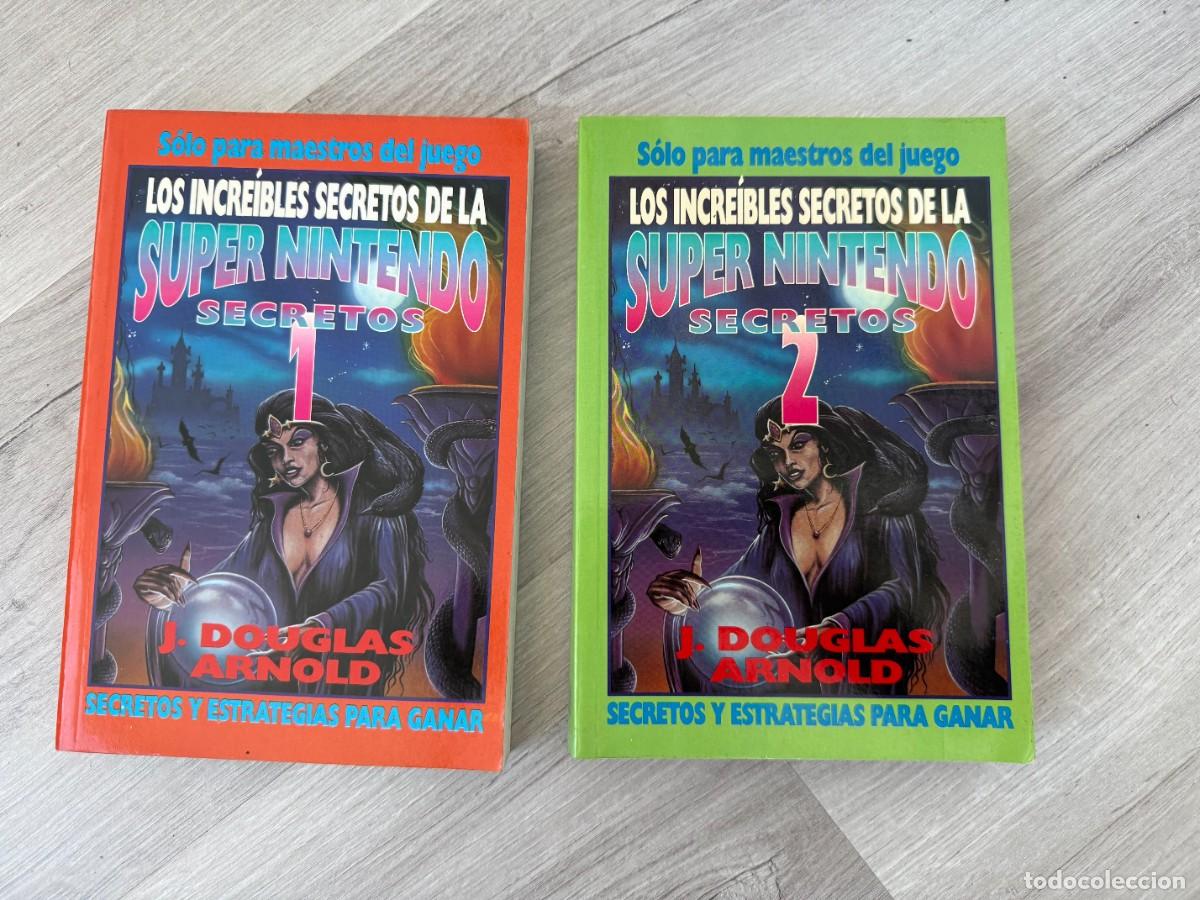 Sólo para maestros del juego
LOS INCREÍBLES SECRETOS DE LA
SUPER NINTENDO
SECRETOS
1
J. DOUGLAS
ARNOLD
SECRETOS Y ESTRATEGIAS PARA GANAR
Sólo para maestros del juego
LOS INCREÍBLES SECRETOS DE LA
SUPER NINTENDO
SECRETOS
2
J. DOUGLAS
ARNOLD
SECRETOS Y ESTRATEGIAS PARA GANAR
todocoleccion